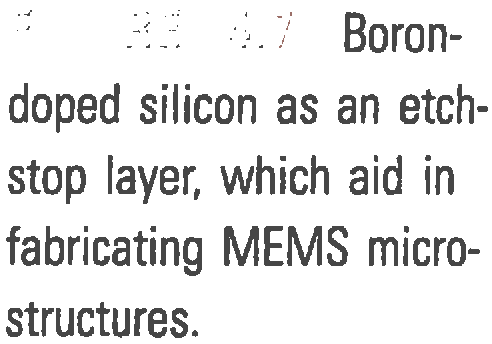 Boron-
doped silicon as an etch-
stop layer, which aid in
fabricating MEMS micro-
structures.